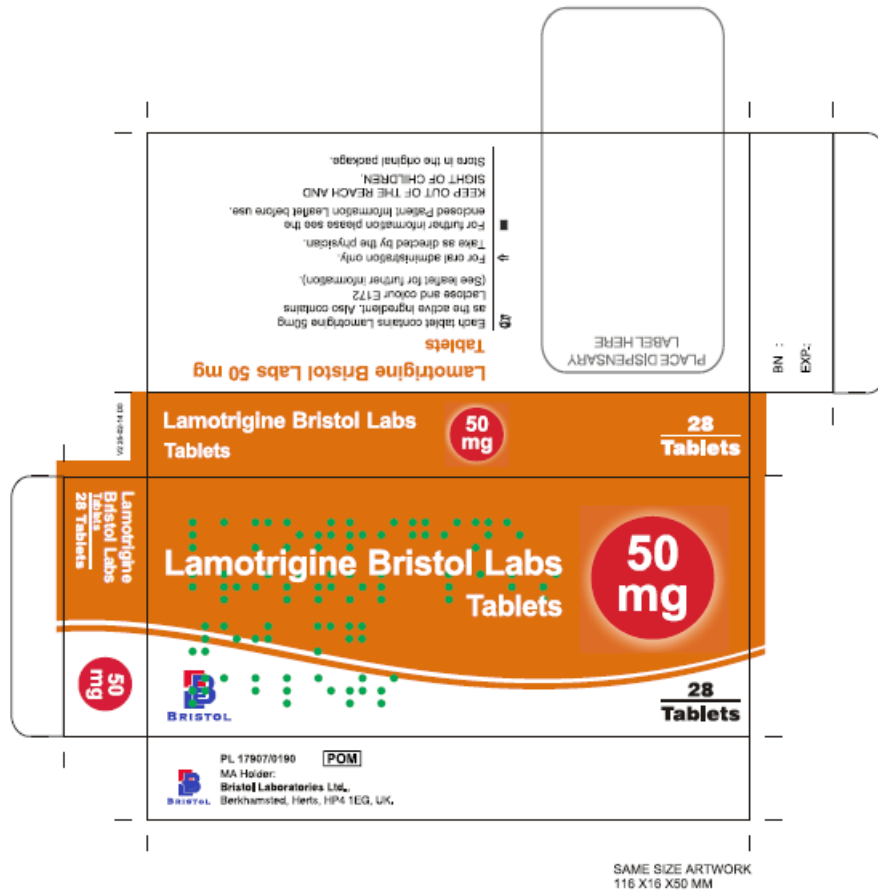 Lamotrigine Bristol Labs 50 mg
Tablets
Each tablet contains Lamotrigine 50mg
as the active ingredient. Also contains
Lactose and colour E172
(See leaflet for further information).
For oral administration only.
Take as directed by the physician.
For further information please see the
enclosed Patient Information Leaflet before use.
KEEP OUT OF THE REACH AND
SIGHT OF CHILDREN.
Store in the original package.
PLACE DISPENSARY
LABEL HERE
BN :
EXP.:
Lamotrigine Bristol Labs
Tablets
50
mg
28
Tablets
Lamotrigine
Bristol Labs
Tablets
28 Tablets
50
mg
Lamotrigine Bristol Labs
Tablets
50
mg
BRISTOL
28
Tablets
PL 17907/0190
POM
MA Holder:
Bristol Laboratories Ltd.,
Berkhamsted, Herts, HP4 1EG, UK.
BRISTOL
SAME SIZE ARTWORK
116 X16 X50 MM